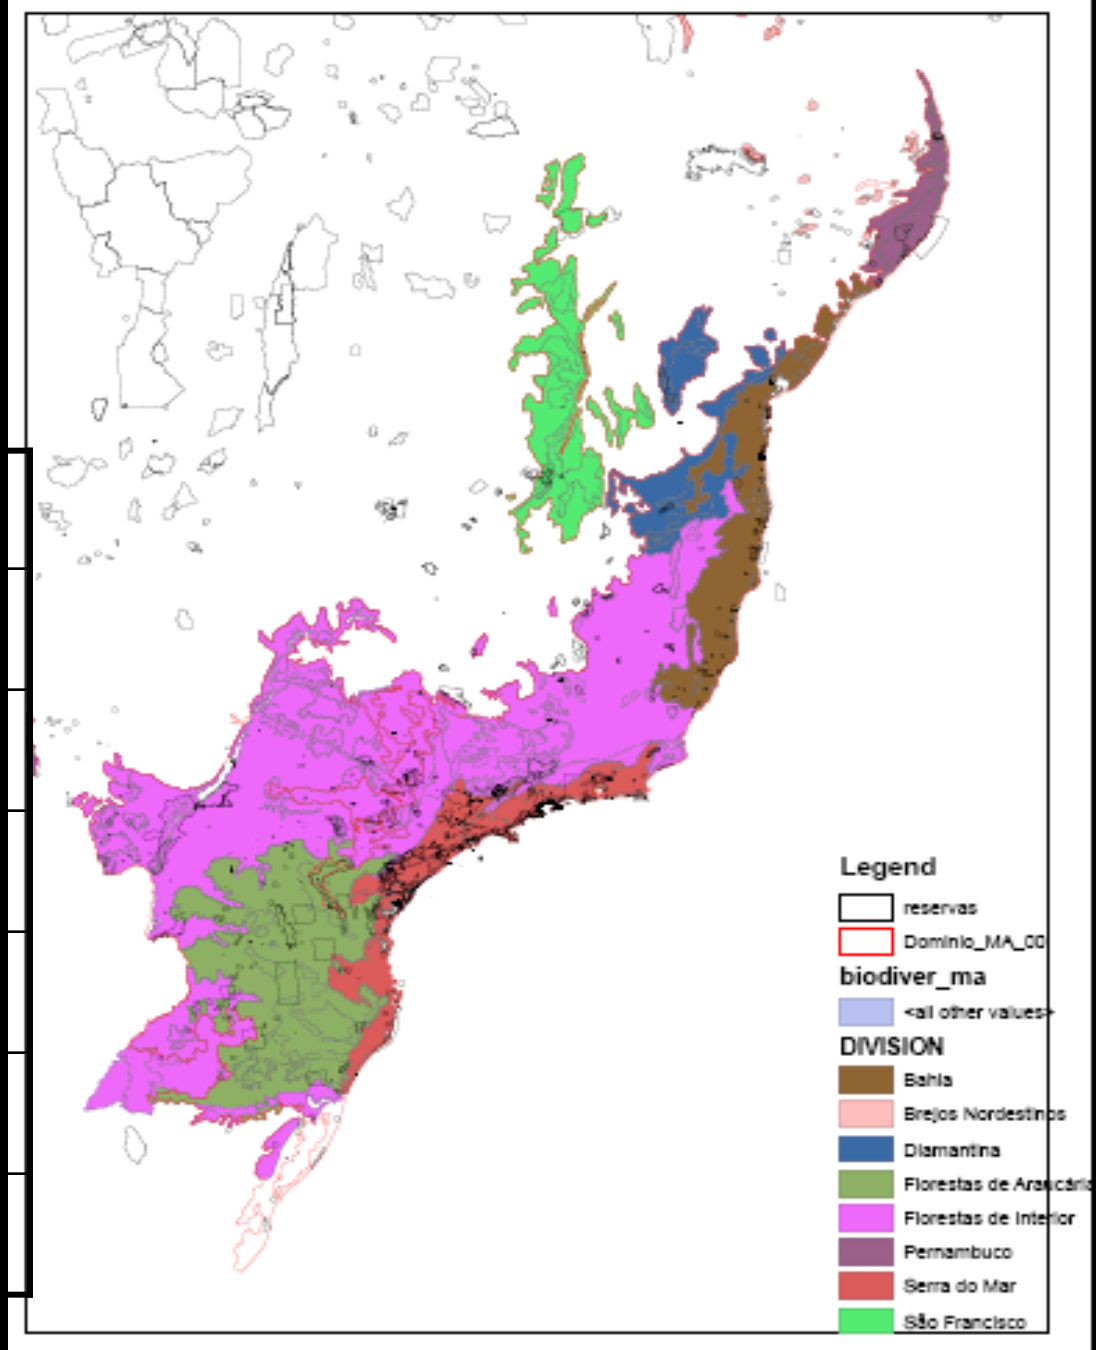 Legend
reservas
Dominio_MA_00
biodiver_ma
<all other values>
DIVISION
Bahia
Brejos Nordestinos
Diamantina
Florestas de Araucária
Florestas de Interior
Pernambuco
Serra do Mar
São Francisco